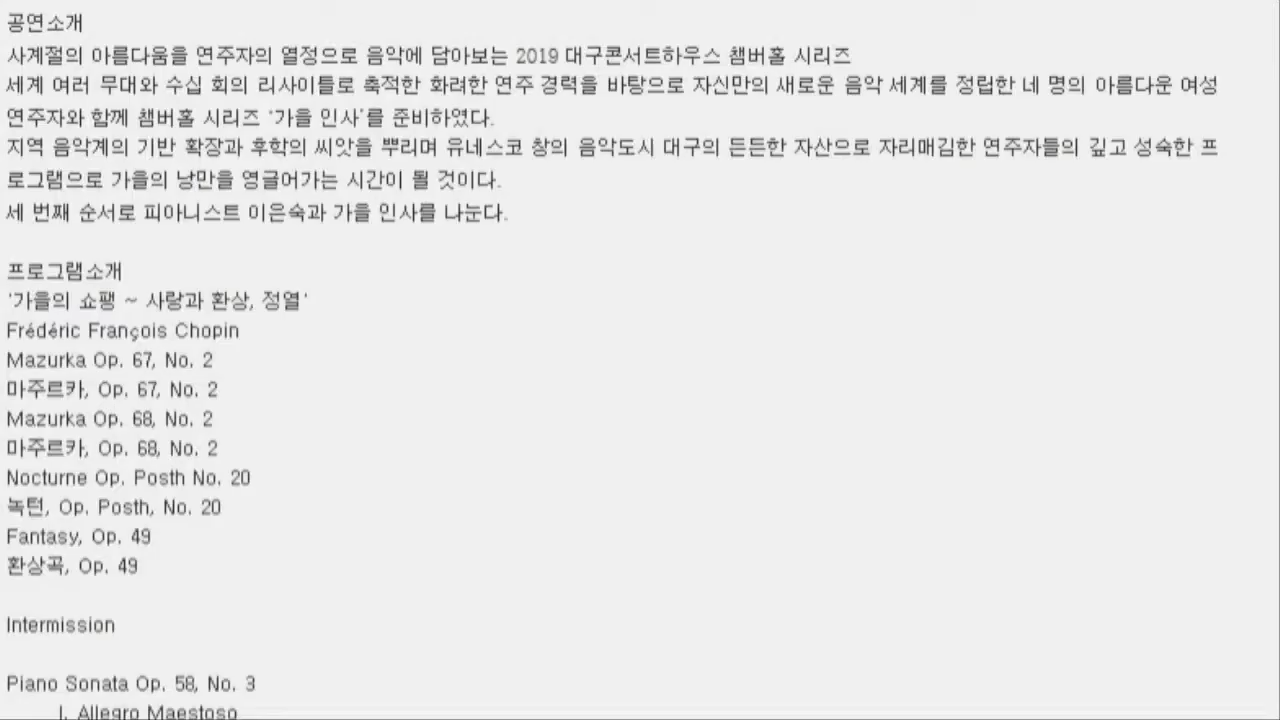 공연소개
사계절의 아름다움을 연주자의 열정으로 음악에 담아보는 2019 대구콘서트하우스 챔버홀 시리즈
세계 여러 무대와 수십 회의 리사이틀로 축적한 화려한 연주 경력을 바탕으로 자신만의 새로운 음악 세계를 정립한 네 명의 아름다운 여성
연주자와 함께 챔버홀 시리즈 '가을 인사'를 준비하였다.
지역 음악계의 기반 확장과 후학의 씨앗을 뿌리며 유네스코 창의 음악도시 대구의 든든한 자산으로 자리매김한 연주자들의 깊고 성숙한 프
로그램으로 가을의 낭만을 영글어가는 시간이 될 것이다.
세 번째 순서로 피아니스트 이은숙과 가을 인사를 나눈다.
프로그램소개
'가을의 쇼팽 ~ 사랑과 환상, 정열'
Frédéric François Chopin
Mazurka Op. 67, No. 2
마주르카, Op. 67, No. 2
Mazurka Op. 68, No. 2
마주르카, Op. 68, No. 2
Nocturne Op. Posth No. 20
녹턴, Op. Posth, No. 20
Fantasy, Op. 49
환상곡, Op. 49
Intermission
Piano Sonata Op. 58, No. 3
I. Allegro Maestoso